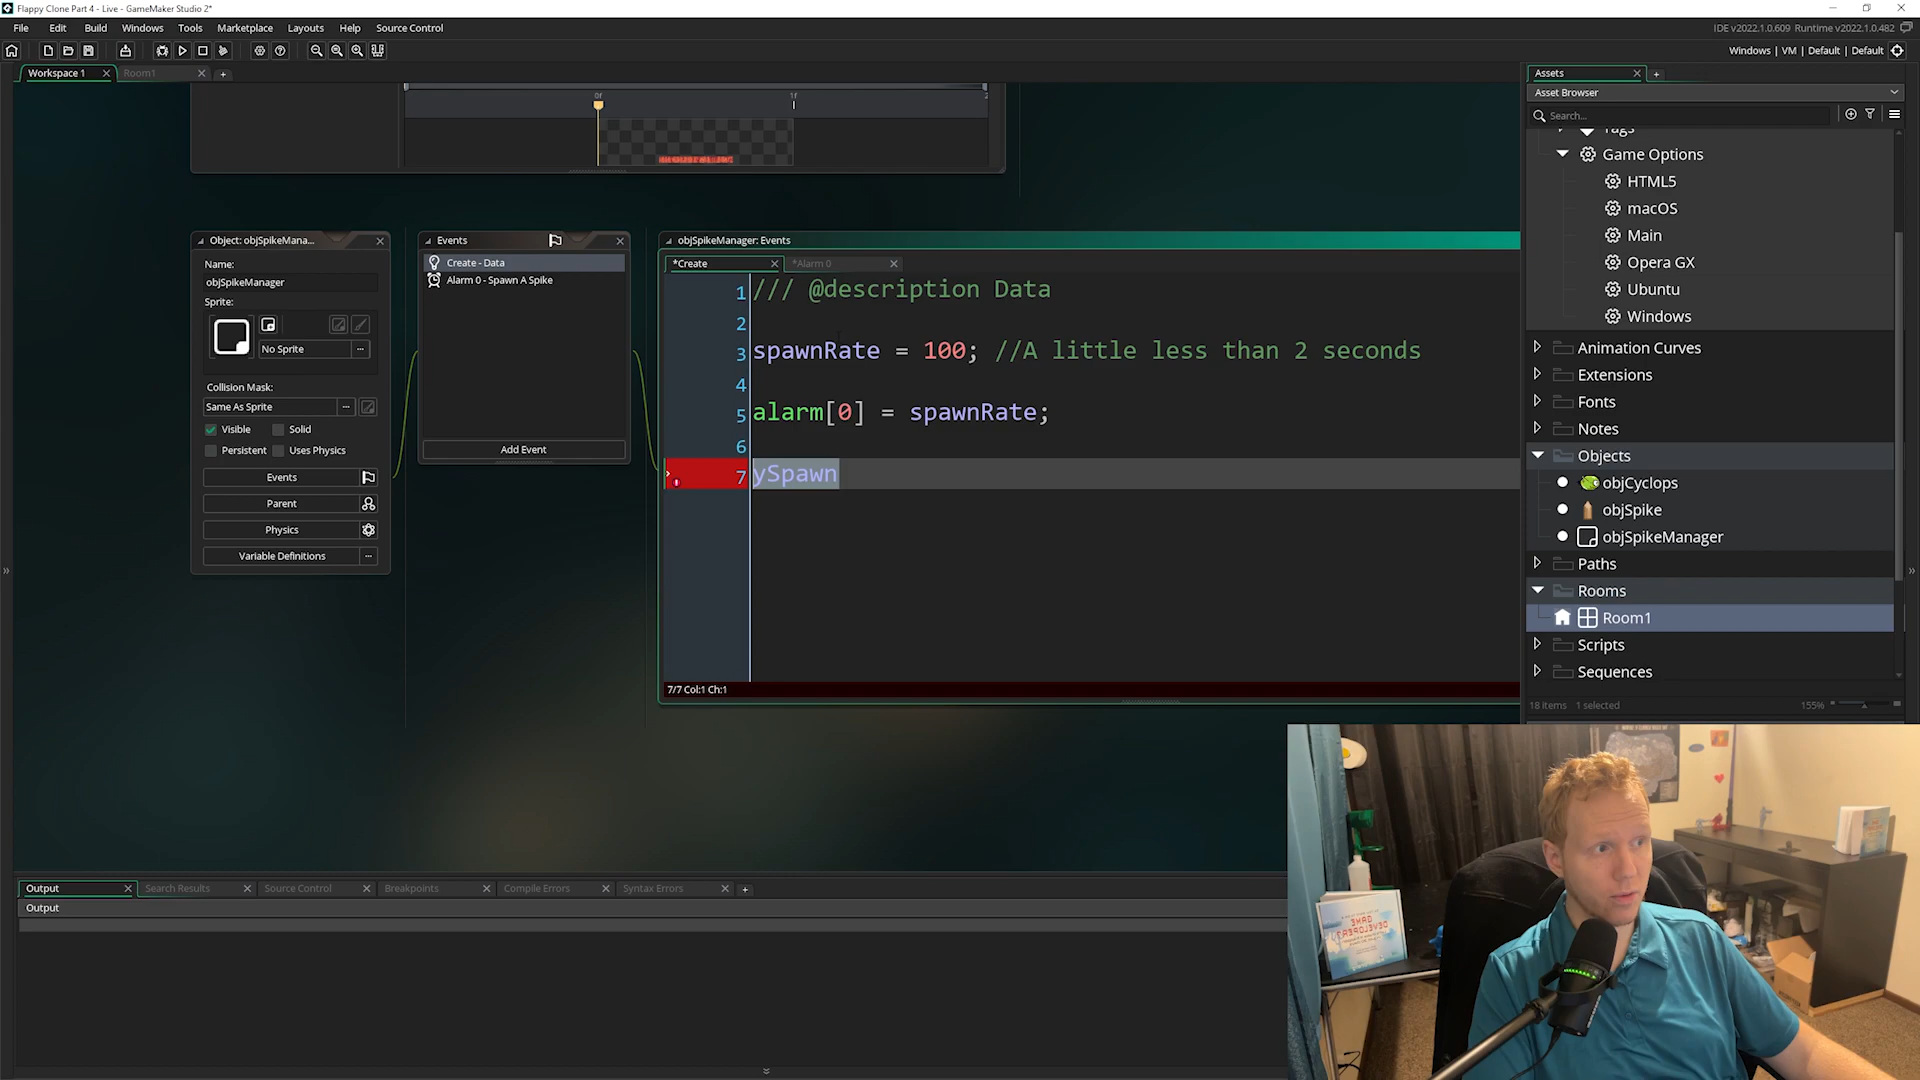 Flappy Clone Part 4 - Live - GameMaker Studio 2*
File Edit Build Windows Tools Marketplace Layouts Help Source Control
IDE v2022.1.0.609 Runtime v2022.1.0.482
Windows | VM | Default | Default
Workspace 1
Room1
0f
1f
2
Object: objSpikeMana...
Name:
objSpikeManager
Sprite:
No Sprite
Collision Mask:
Same As Sprite
Visible Solid
Persistent Uses Physics
Events
Parent
Physics
Variable Definitions
Events
Create - Data
Alarm 0 - Spawn A Spike
Add Event
objSpikeManager: Events
*Create
*Alarm 0
1 /// @description Data
2
3 spawnRate = 100; //A little less than 2 seconds
4
5 alarm[0] = spawnRate;
6
7 ySpawn
7/7 Col:1 Ch:1
Assets
Asset Browser
Search...
Tags
Game Options
HTML5
macOS
Main
Opera GX
Ubuntu
Windows
Animation Curves
Extensions
Fonts
Notes
Objects
objCyclops
objSpike
objSpikeManager
Paths
Rooms
Room1
Scripts
Sequences
18 items 1 selected
155%
Output Search Results Source Control Breakpoints Compile Errors Syntax Errors
Output
GAME
DEVELOPER?